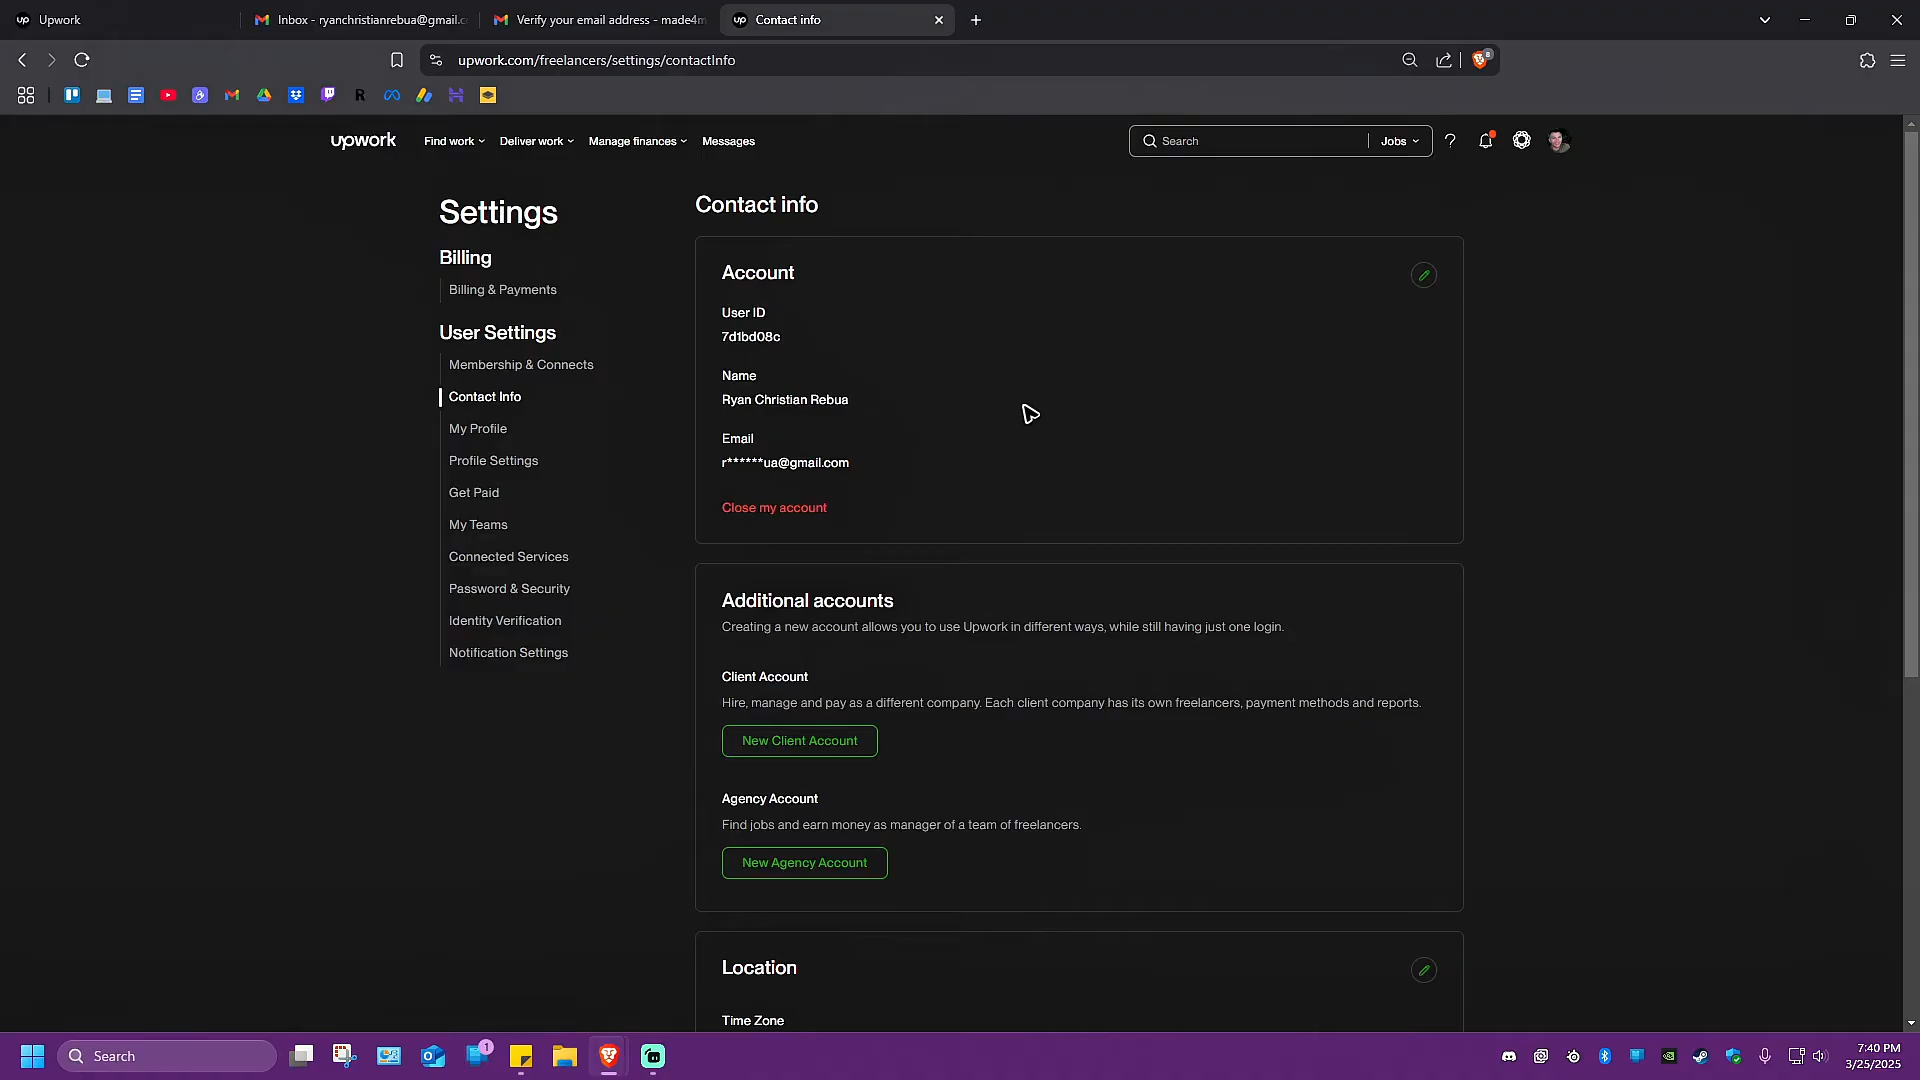 Upwork
Inbox - ryanchristianrebua@gmail.c
Verify your email address - made4m
Contact info
upwork.com/freelancers/settings/contactInfo
8
upwork
Find work
Deliver work
Manage finances
Messages
Search
Jobs
Settings
Billing
Billing & Payments
User Settings
Membership & Connects
Contact Info
My Profile
Profile Settings
Get Paid
My Teams
Connected Services
Password & Security
Identity Verification
Notification Settings
Contact info
Account
User ID
7d1bd08c
Name
Ryan Christian Rebua
Email
r******ua@gmail.com
Close my account
Additional accounts
Creating a new account allows you to use Upwork in different ways, while still having just one login.
Client Account
Hire, manage and pay as a different company. Each client company has its own freelancers, payment methods and reports.
New Client Account
Agency Account
Find jobs and earn money as manager of a team of freelancers.
New Agency Account
Location
Time Zone
Search
1
7:40 PM
3/25/2025